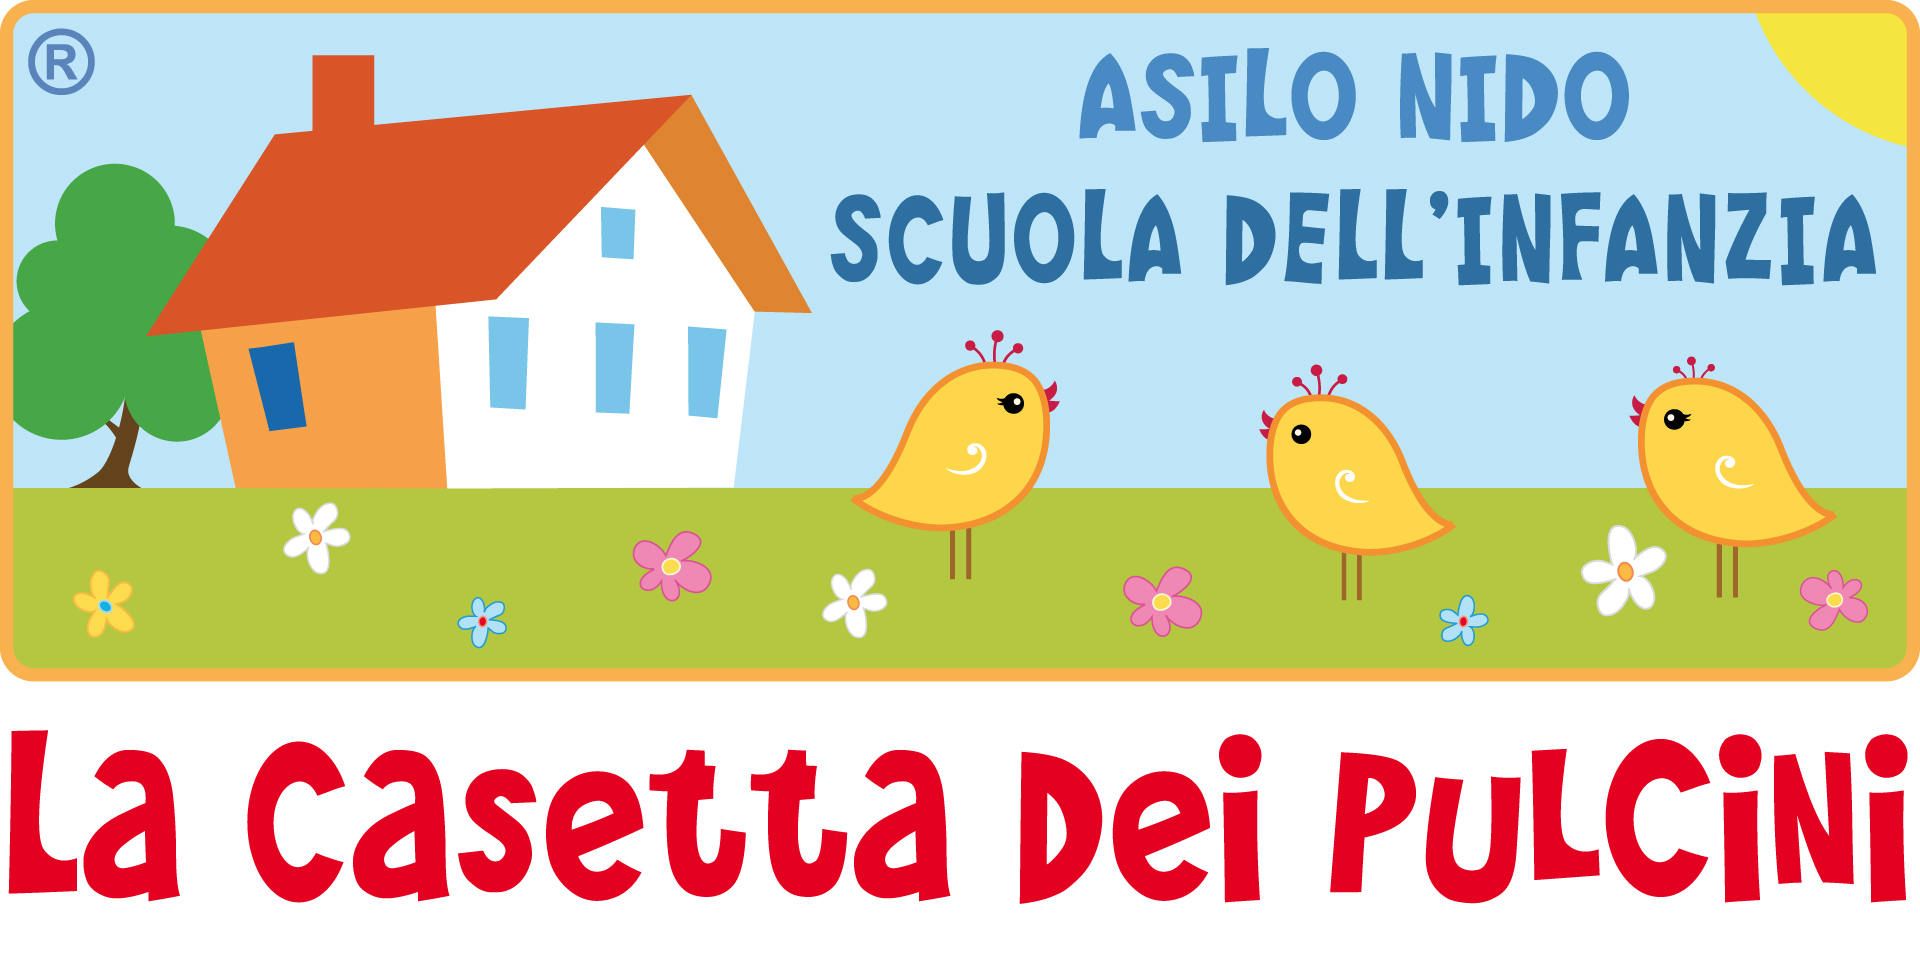 ®
ASILO NIDO
SCUOLA DELL'INFANZIA
La Casetta Dei PULCiNi